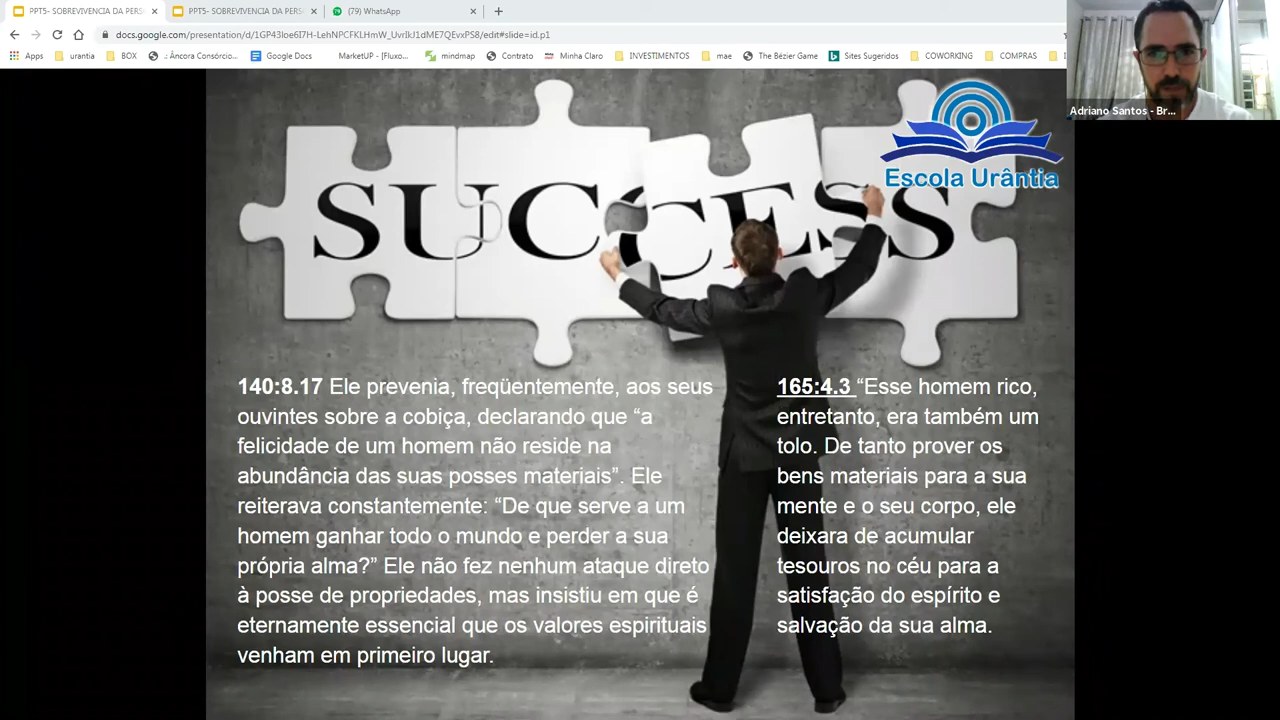 PPT5- SOBREVIVENCIA DA PERS
PPT5- SOBREVIVENCIA DA PERS
(79) WhatsApp
docs.google.com/presentation/d/1GP43loe6I7H-LehNPCFKLHmW_UvrIkJ1dME7QEvxPS8/edit#slide=id.p1
Apps urantia BOX .: Âncora Consórcio... Google Docs MarketUP - [Fluxo... mindmap Contrato Minha Claro INVESTIMENTOS mae The Bézier Game Sites Sugeridos COWORKING COMPRAS
Adriano Santos - Br...
SUCCESS
Escola Urântia
140:8.17 Ele prevenia, freqüentemente, aos seus
ouvintes sobre a cobiça, declarando que “a
felicidade de um homem não reside na
abundância das suas posses materiais”. Ele
reiterava constantemente: “De que serve a um
homem ganhar todo o mundo e perder a sua
própria alma?” Ele não fez nenhum ataque direto
à posse de propriedades, mas insistiu em que é
eternamente essencial que os valores espirituais
venham em primeiro lugar.
165:4.3 “Esse homem rico,
entretanto, era também um
tolo. De tanto prover os
bens materiais para a sua
mente e o seu corpo, ele
deixara de acumular
tesouros no céu para a
satisfação do espírito e
salvação da sua alma.